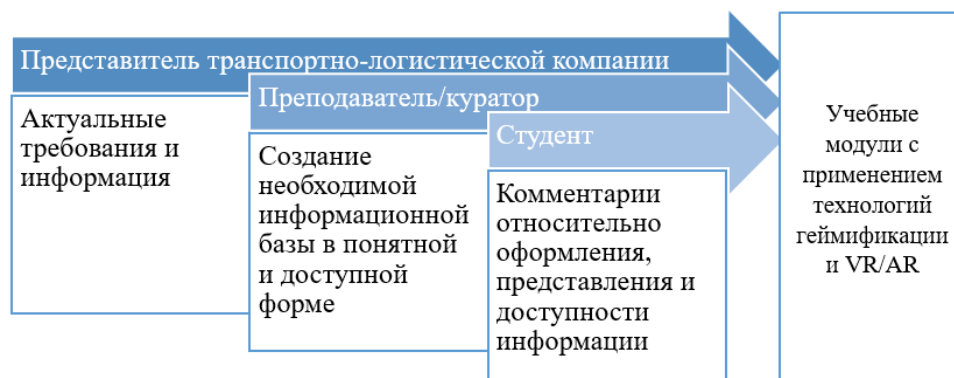 Представитель транспортно-логистической компании
Актуальные
требования и
информация
Преподаватель/куратор
Создание
необходимой
информационной
базы в понятной
и доступной
форме
Студент
Комментарии
относительно
оформления,
представления и
доступности
информации
Учебные
модули с
применением
технологий
геймификации
и VR/AR